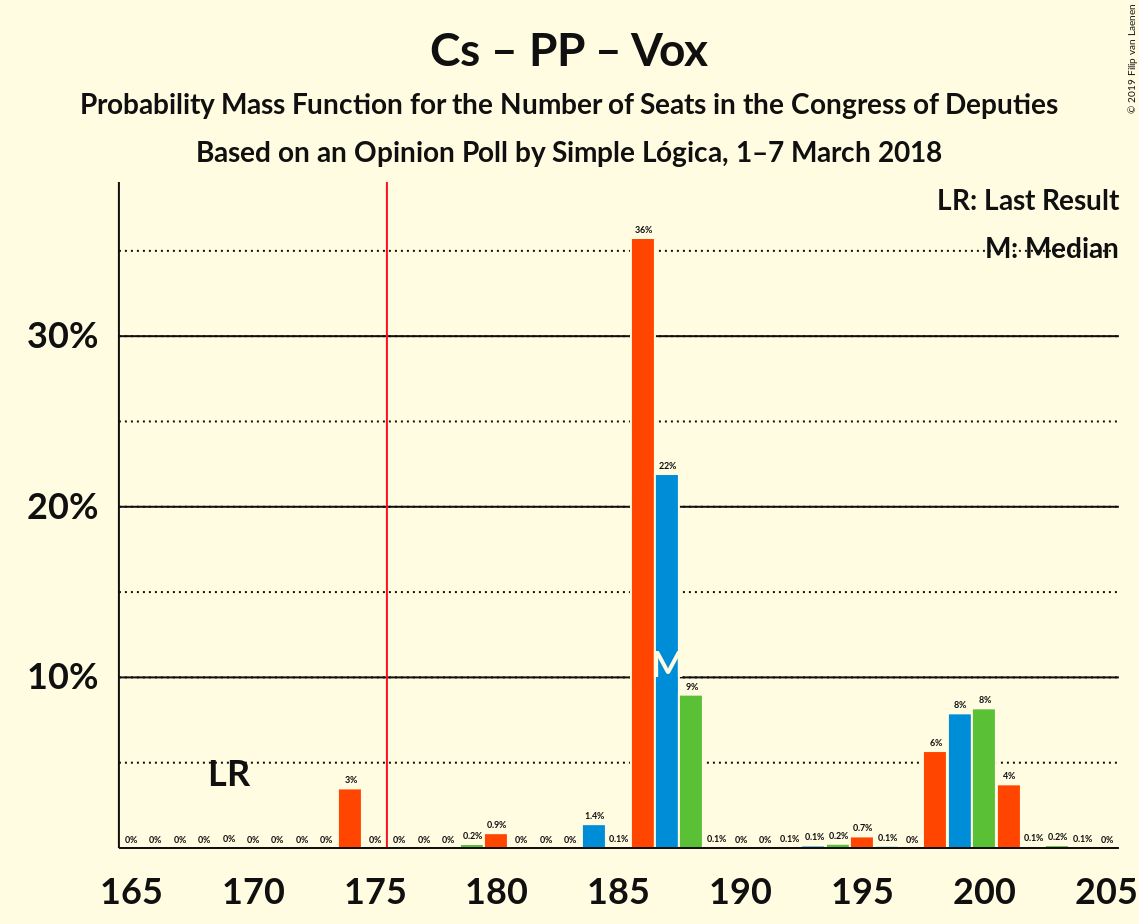 Cs – PP – Vox
Probability Mass Function for the Number of Seats in the Congress of Deputies
Based on an Opinion Poll by Simple Lógica, 1–7 March 2018
© 2019 Filip van Laenen
LR: Last Result
M: Median
30%
20%
10%
LR
M
0% 0% 0% 0% 0% 0% 0% 0% 0% 3% 0% 0% 0% 0% 0.2% 0.9% 0% 0% 0% 1.4% 0.1% 36% 22% 9% 0.1% 0% 0% 0.1% 0.1% 0.2% 0.7% 0.1% 0% 6% 8% 8% 4% 0.1% 0.2% 0.1% 0%
165 170 175 180 185 190 195 200 205